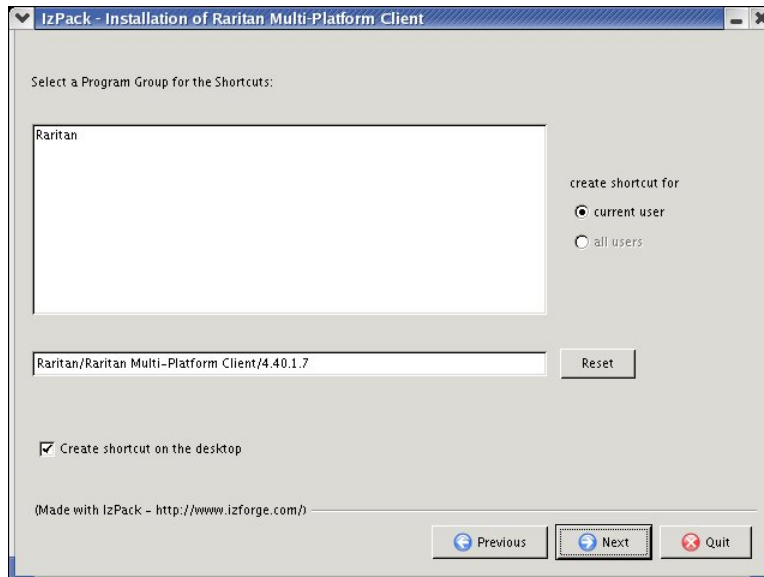 IzPack - Installation of Raritan Multi-Platform Client
Select a Program Group for the Shortcuts:
Raritan
create shortcut for
current user
all users
Raritan/Raritan Multi-Platform Client/4.40.1.7
Reset
Create shortcut on the desktop
(Made with IzPack - http://www.izforge.com/)
Previous
Next
Quit